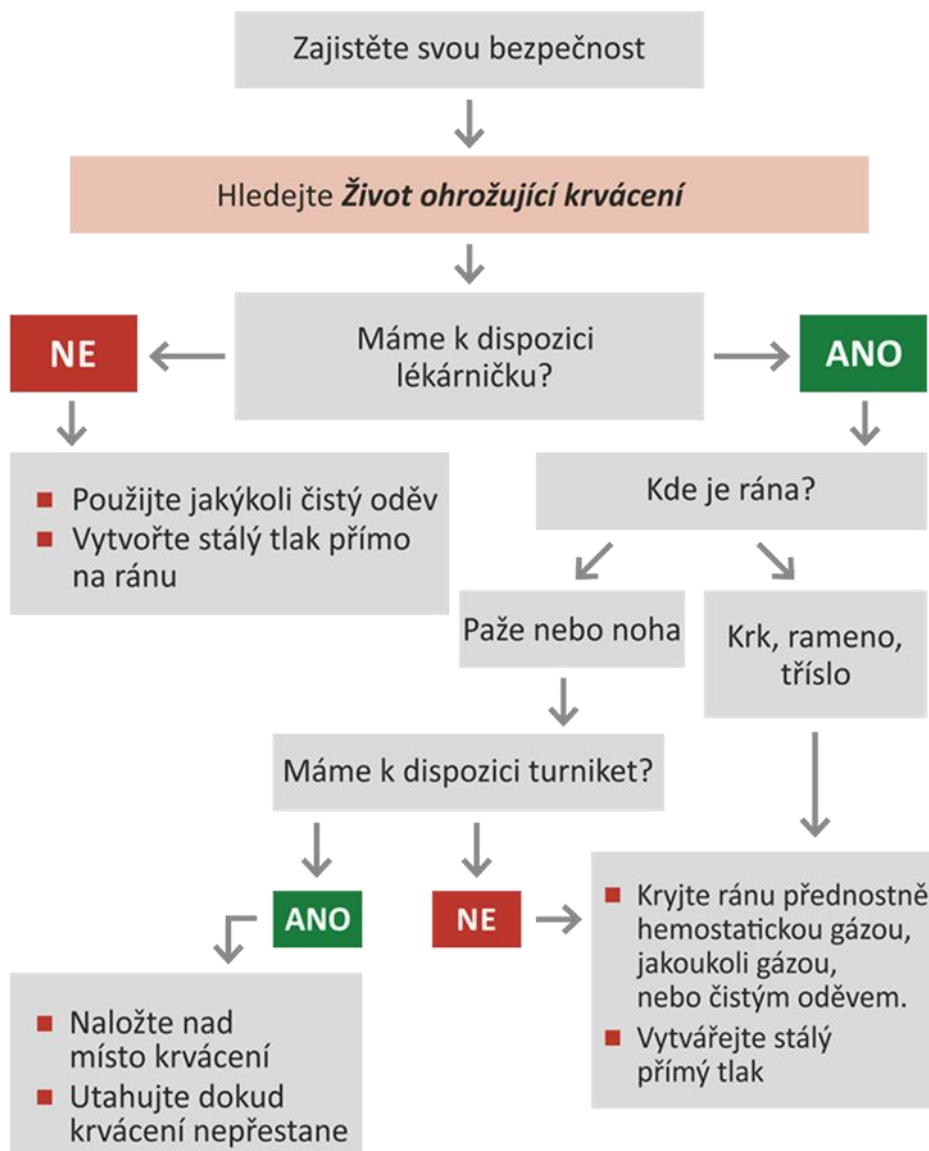 Zajistěte svou bezpečnost
Hledejte Život ohrožující krvácení
NE
Máme k dispozici
lékárničku?
ANO
Použijte jakýkoli čistý oděv
Vytvořte stálý tlak přímo
na ránu
Kde je rána?
Paže nebo noha
Krk, rameno,
tříslo
Máme k dispozici turniket?
ANO
NE
Naložte nad
místo krvácení
Utahujte dokud
krvácení nepřestane
Kryjte ránu přednostně
hemostatickou gázou,
jakoukoli gázou,
nebo čistým oděvem.
Vytvářejte stálý
přímý tlak